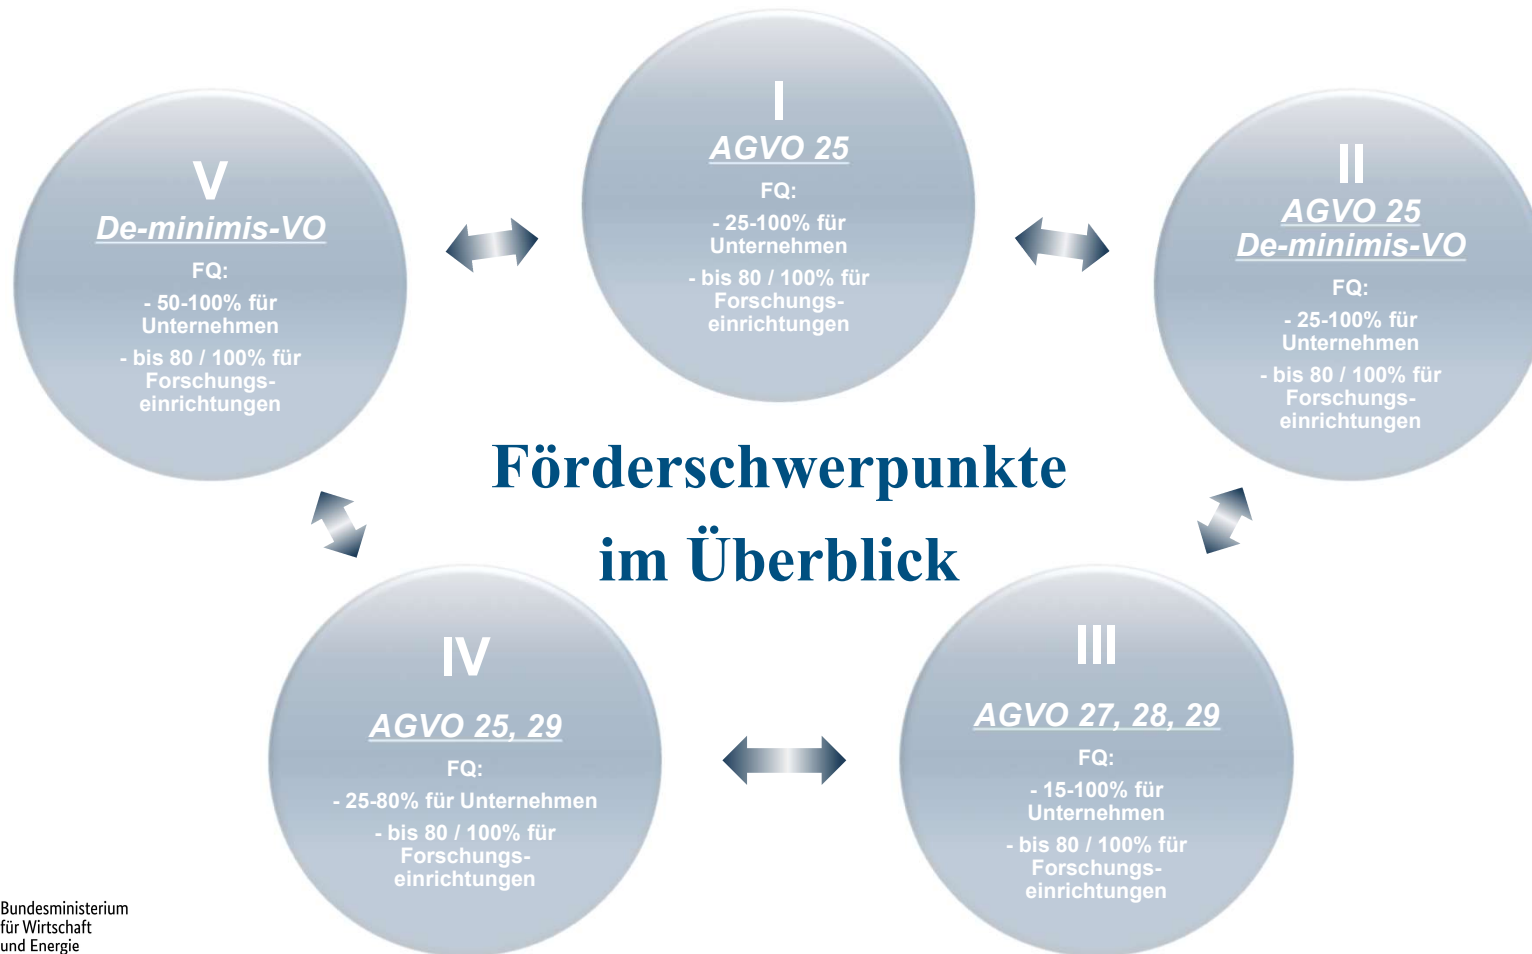 I
AGVO 25
FQ:
- 25-100% für
Unternehmen
- bis 80 / 100% für
Forschungs-
einrichtungen
II
AGVO 25
De-minimis-VO
FQ:
- 25-100% für
Unternehmen
- bis 80 / 100% für
Forschungs-
einrichtungen
III
AGVO 27, 28, 29
FQ:
- 15-100% für
Unternehmen
- bis 80 / 100% für
Forschungs-
einrichtungen
IV
AGVO 25, 29
FQ:
- 25-80% für Unternehmen
- bis 80 / 100% für
Forschungs-
einrichtungen
V
De-minimis-VO
FQ:
- 50-100% für
Unternehmen
- bis 80 / 100% für
Forschungs-
einrichtungen
Förderschwerpunkte
im Überblick
Bundesministerium
für Wirtschaft
und Energie